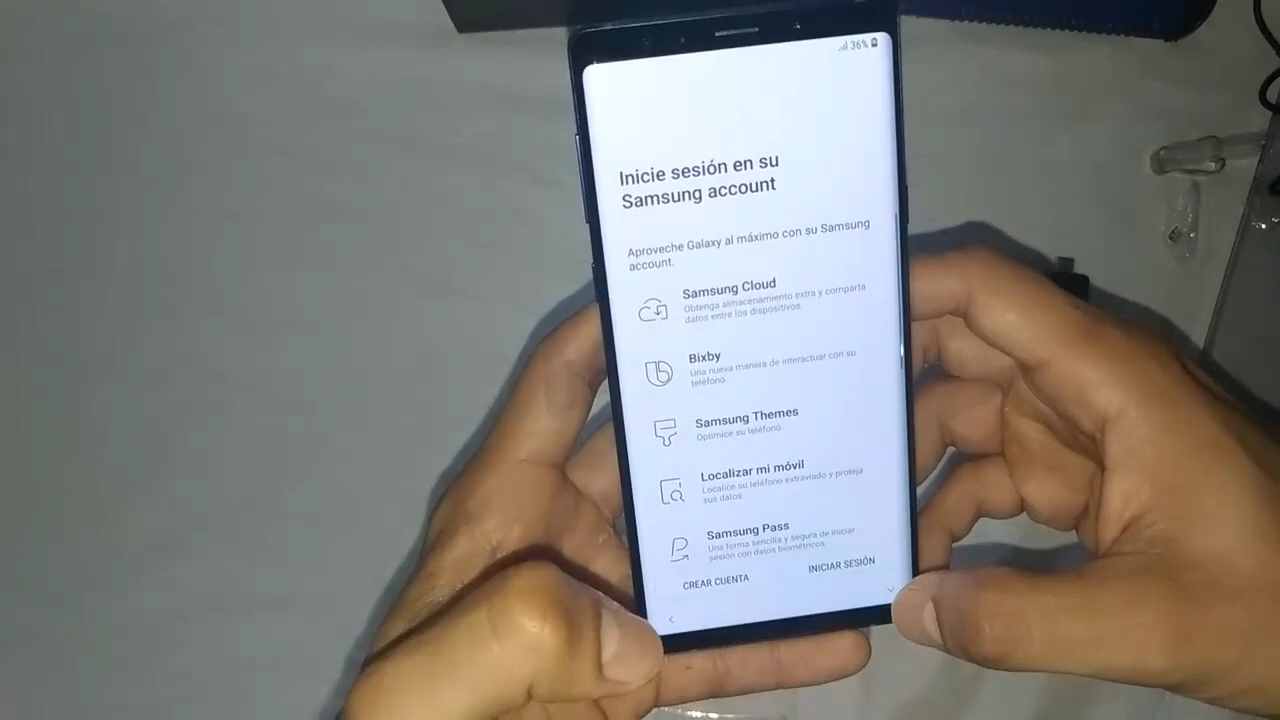 36%
Inicie sesión en su
Samsung account
Aproveche Galaxy al máximo con su Samsung
account.
Samsung Cloud
Obtenga almacenamiento extra y comparta
datos entre los dispositivos.
Bixby
Una nueva manera de interactuar con su
teléfono.
Samsung Themes
Optimice su teléfono.
Localizar mi móvil
Localice su teléfono extraviado y proteja
sus datos.
Samsung Pass
Una forma sencilla y segura de iniciar
sesión con datos biométricos.
CREAR CUENTA
INICIAR SESIÓN